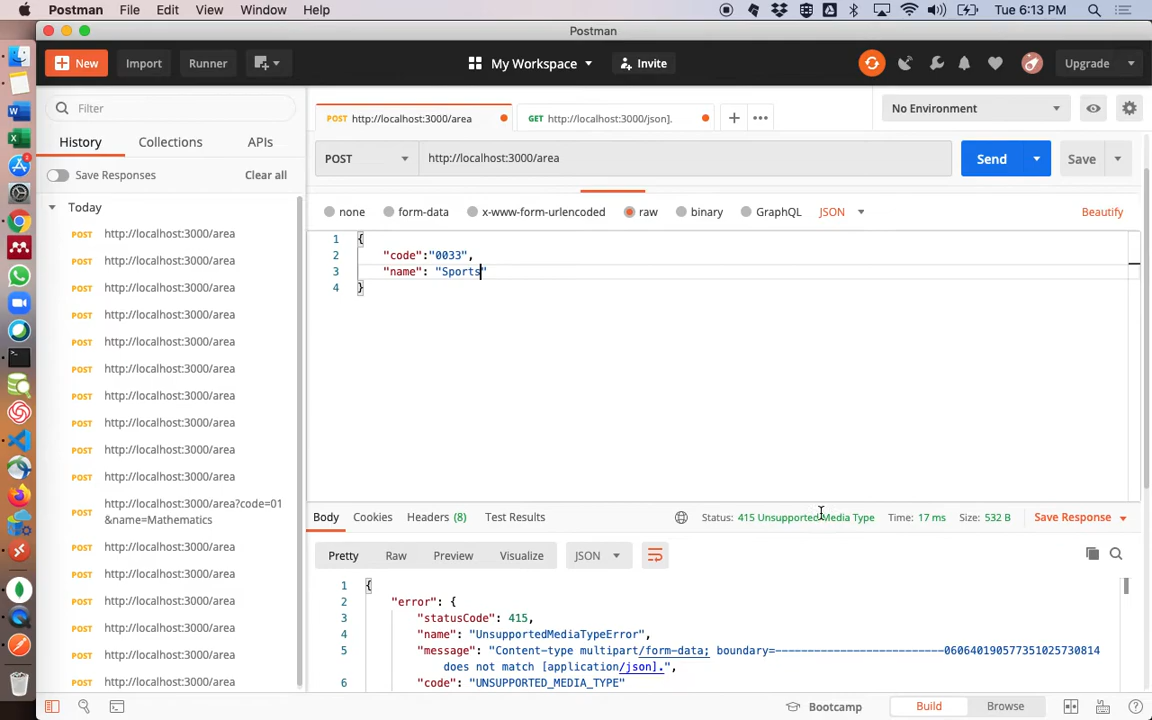 Postman File Edit View Window Help Tue 6:13 PM
Postman
New Import Runner My Workspace Invite Upgrade
Filter
POST http://localhost:3000/area GET http://localhost:3000/json]. No Environment
History Collections APIs
POST http://localhost:3000/area Send Save
Save Responses Clear all
none form-data x-www-form-urlencoded raw binary GraphQL JSON Beautify
Today
POST http://localhost:3000/area
POST http://localhost:3000/area
POST http://localhost:3000/area
POST http://localhost:3000/area
POST http://localhost:3000/area
POST http://localhost:3000/area
POST http://localhost:3000/area
POST http://localhost:3000/area
POST http://localhost:3000/area
POST http://localhost:3000/area
POST http://localhost:3000/area?code=01
&name=Mathematics
POST http://localhost:3000/area
POST http://localhost:3000/area
POST http://localhost:3000/area
POST http://localhost:3000/area
POST http://localhost:3000/area
POST http://localhost:3000/area
1 {
2 "code":"0033",
3 "name": "Sports"
4 }
Body Cookies Headers (8) Test Results Status: 415 Unsupported Media Type Time: 17 ms Size: 532 B Save Response
Pretty Raw Preview Visualize JSON
1 {
2 "error": {
3 "statusCode": 415,
4 "name": "UnsupportedMediaTypeError",
5 "message": "Content-type multipart/form-data; boundary=--------------------------060640190577351025730814
does not match [application/json].",
6 "code": "UNSUPPORTED_MEDIA_TYPE"
Bootcamp Build Browse